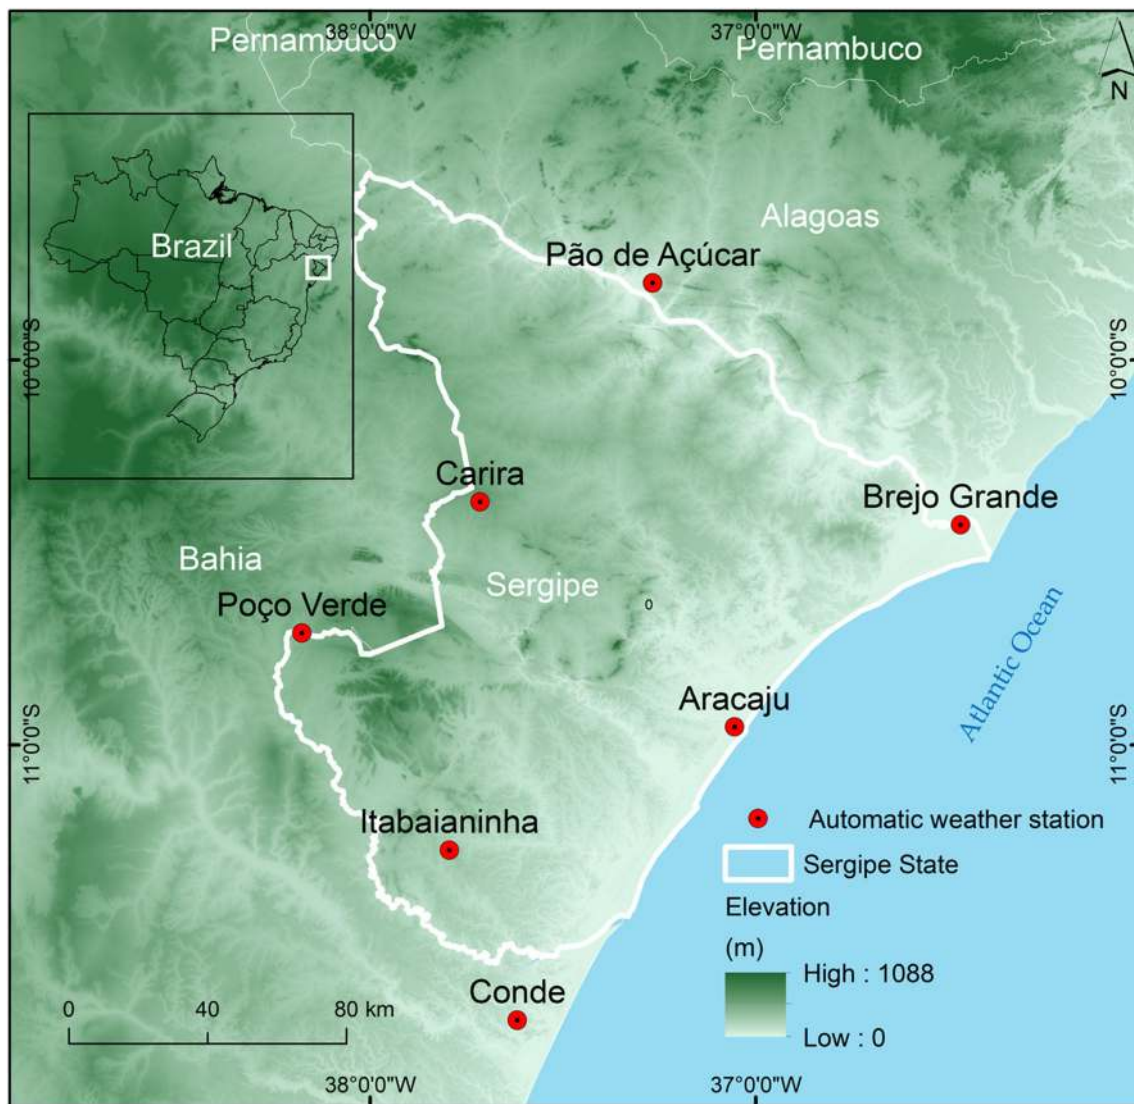 38°0'0"W
37°0'0"W
Pernambuco
Pernambuco
N
Alagoas
Brazil
Pão de Açúcar
10°0'0"S
10°0'0"S
Carira
Brejo Grande
Bahia
Sergipe
0
Poço Verde
Atlantic Ocean
Aracaju
11°0'0"S
11°0'0"S
Itabaianinha
Automatic weather station
Sergipe State
Elevation
(m)
High : 1088
Low : 0
Conde
0 40 80 km
38°0'0"W
37°0'0"W